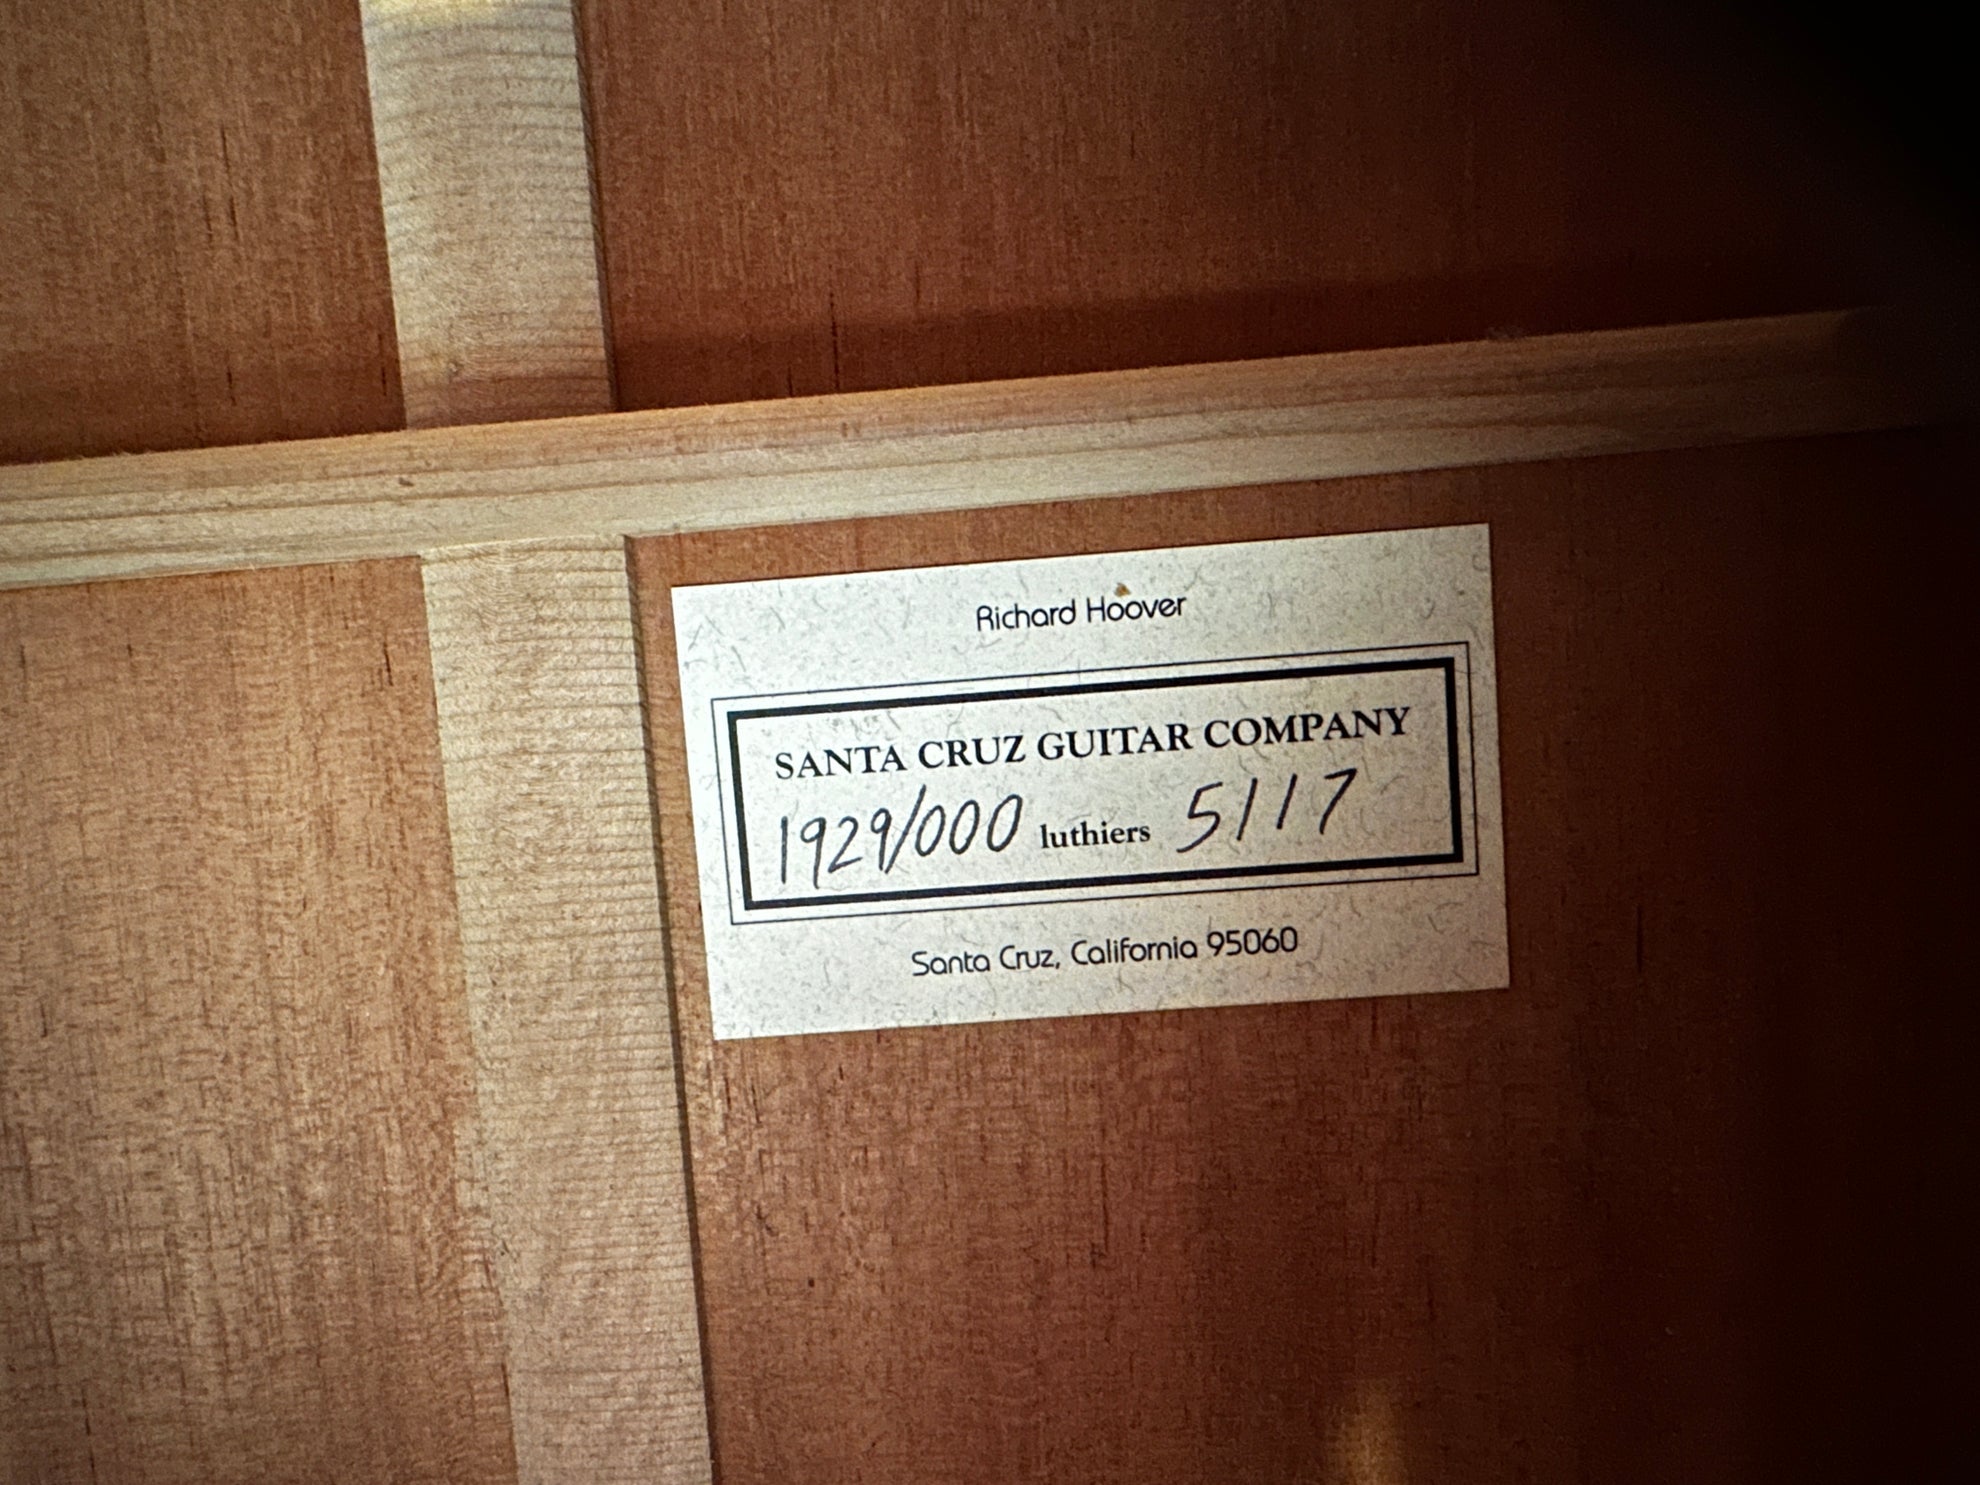 Richard Hoover
SANTA CRUZ GUITAR COMPANY
1929/000 luthiers 5117
Santa Cruz, California 95060